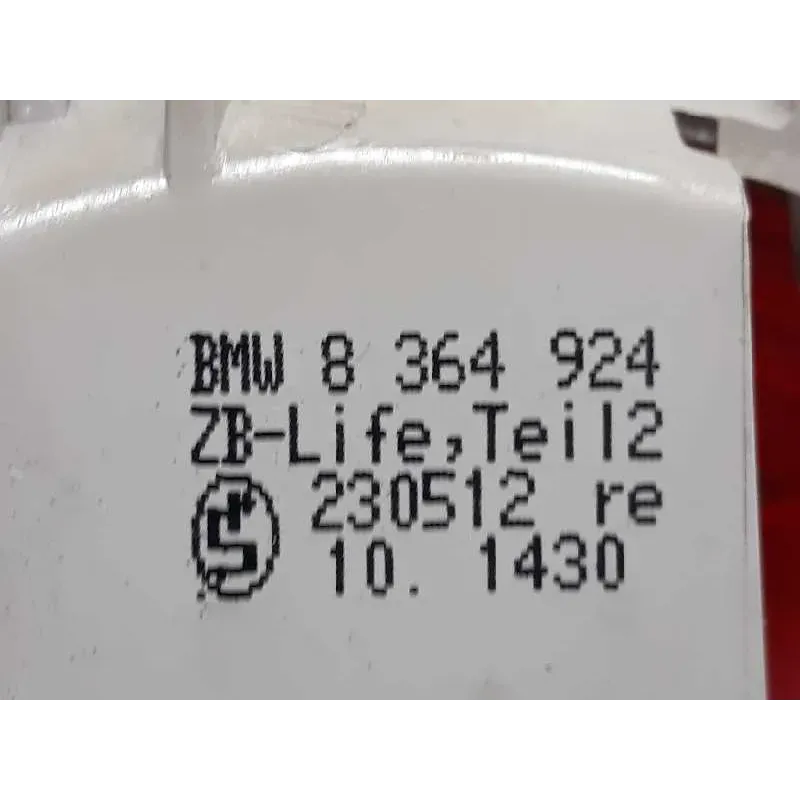 BMW 8 364 924
ZB-Life,Teil2
230512 re
10. 1430